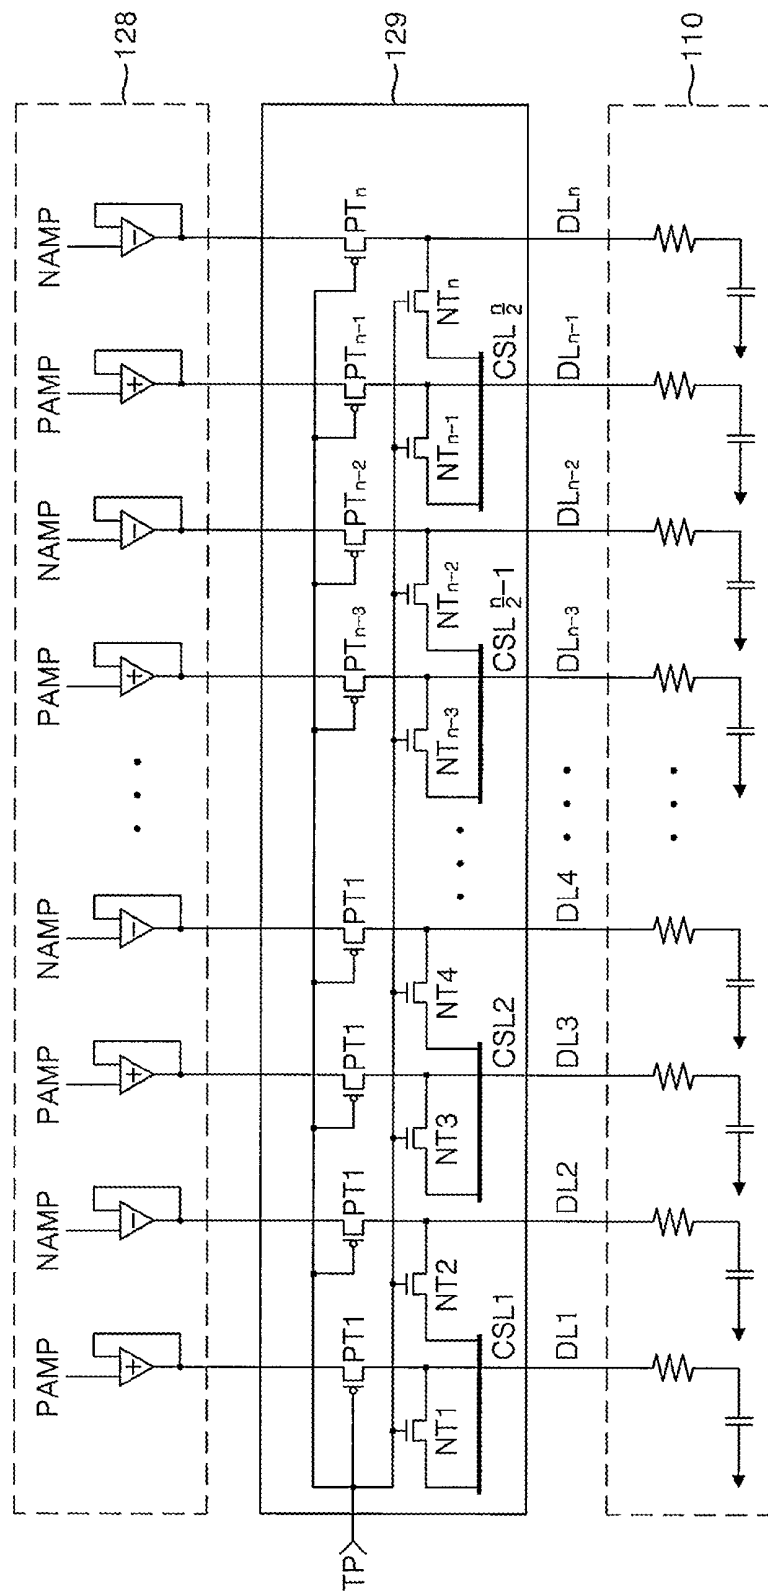 PAMP NAMP PAMP NAMP PAMP NAMP PAMP NAMP
128
+ − + − + − + −
TP
PT1 PT1 PT1 PT1 PTn-3 PTn-2 PTn-1 PTn
129
NT1 NT2 NT3 NT4 NTn-3 NTn-2 NTn-1 NTn
CSL1 CSL2 CSL n/2-1 CSL n/2
DL1 DL2 DL3 DL4 DLn-3 DLn-2 DLn-1 DLn
110